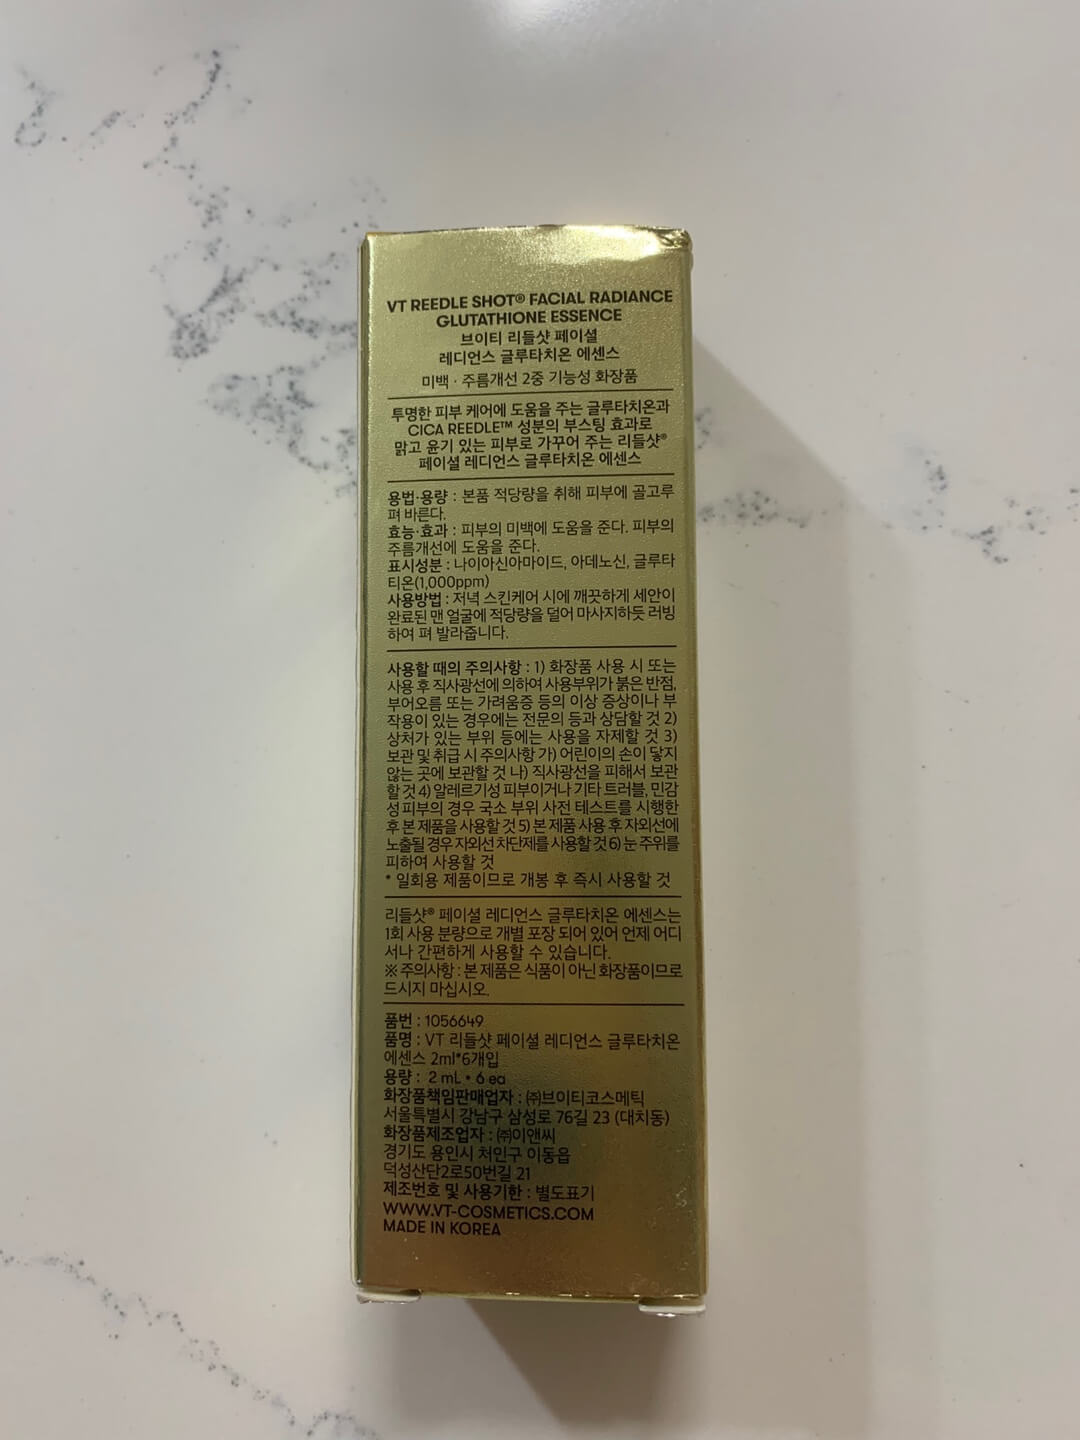 VT REEDLE SHOT® FACIAL RADIANCE
GLUTATHIONE ESSENCE
브이티 리들샷 페이셜
레디언스 글루타치온 에센스
미백 · 주름개선 2중 기능성 화장품
투명한 피부 케어에 도움을 주는 글루타치온과
CICA REEDLE™ 성분의 부스팅 효과로
맑고 윤기 있는 피부로 가꾸어 주는 리들샷®
페이셜 레디언스 글루타치온 에센스
용법·용량 : 본품 적당량을 취해 피부에 골고루
펴 바른다.
효능·효과 : 피부의 미백에 도움을 준다. 피부의
주름개선에 도움을 준다.
표시성분 : 나이아신아마이드, 아데노신, 글루타
티온(1,000ppm)
사용방법 : 저녁 스킨케어 시에 깨끗하게 세안이
완료된 맨 얼굴에 적당량을 덜어 마사지하듯 러빙
하여 펴 발라줍니다.
사용할 때의 주의사항 : 1) 화장품 사용 시 또는
사용 후 직사광선에 의하여 사용부위가 붉은 반점,
부어오름 또는 가려움증 등의 이상 증상이나 부
작용이 있는 경우에는 전문의 등과 상담할 것 2)
상처가 있는 부위 등에는 사용을 자제할 것 3)
보관 및 취급 시 주의사항 가) 어린이의 손이 닿지
않는 곳에 보관할 것 나) 직사광선을 피해서 보관
할 것 4) 알레르기성 피부이거나 기타 트러블, 민감
성 피부의 경우 국소 부위 사전 테스트를 시행한
후 본 제품을 사용할 것 5) 본 제품 사용 후 자외선에
노출될 경우 자외선 차단제를 사용할 것 6) 눈 주위를
피하여 사용할 것
* 일회용 제품이므로 개봉 후 즉시 사용할 것
리들샷® 페이셜 레디언스 글루타치온 에센스는
1회 사용 분량으로 개별 포장 되어 있어 언제 어디
서나 간편하게 사용할 수 있습니다.
※ 주의사항 : 본 제품은 식품이 아닌 화장품이므로
드시지 마십시오.
품번 : 1056649
품명 : VT 리들샷 페이셜 레디언스 글루타치온
에센스 2ml*6개입
용량 : 2 mL * 6 ea
화장품책임판매업자 : ㈜브이티코스메틱
서울특별시 강남구 삼성로 76길 23 (대치동)
화장품제조업자 : ㈜이앤씨
경기도 용인시 처인구 이동읍
덕성산단2로50번길 21
제조번호 및 사용기한 : 별도표기
WWW.VT-COSMETICS.COM
MADE IN KOREA